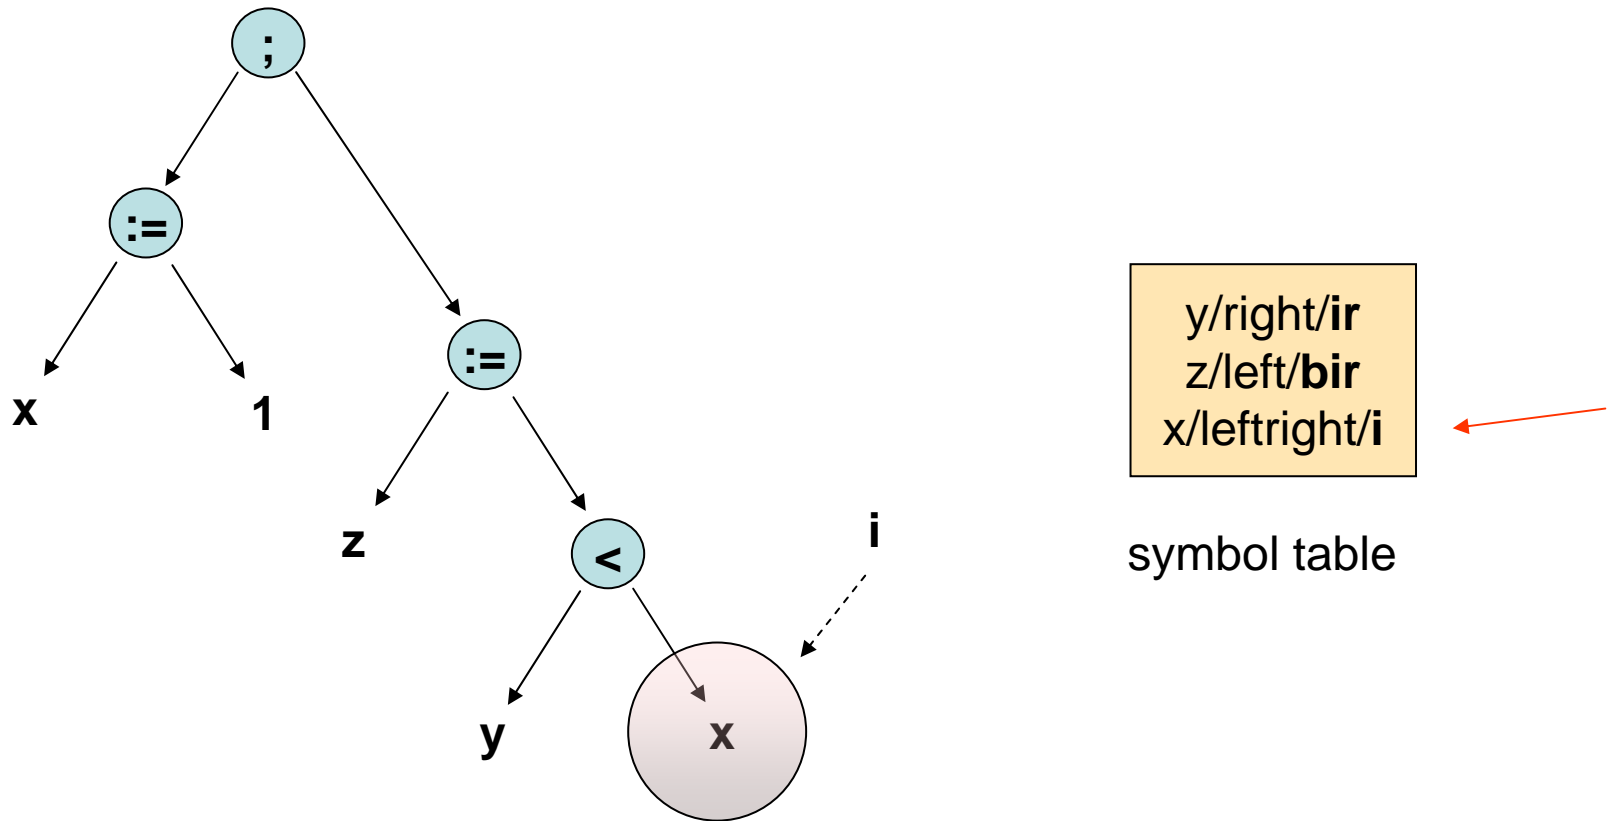 ;
:=
:=
x
1
z
<
i
y
x
y/right/ir
z/left/bir
x/leftright/i
symbol table